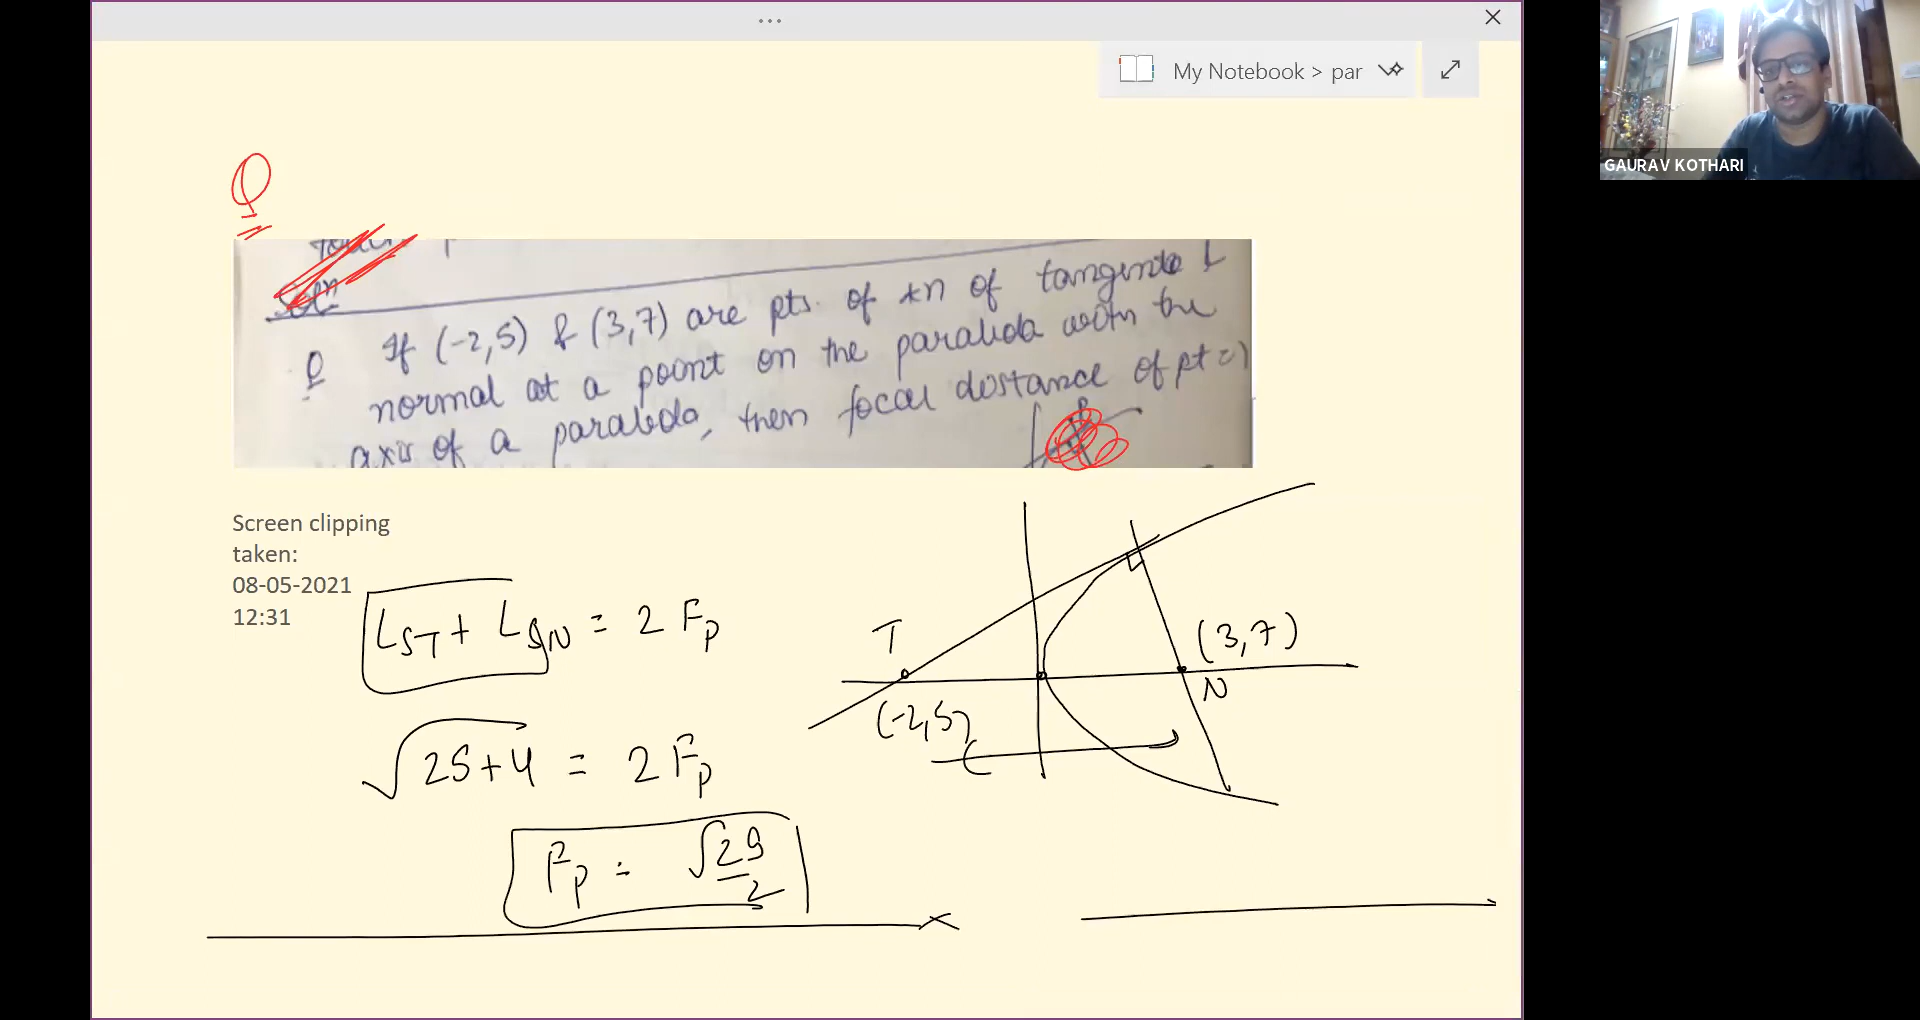 My Notebook > par
GAURAV KOTHARI
Q
Soln
Q If (-2,5) & (3,7) are pts. of *n of tangents &
normal at a point on the parabola with the
axis of a parabola, then focal distance of pt =)
Screen clipping
taken:
08-05-2021
12:31
L_ST + L_SN = 2 F_P
√25+4 = 2 F_P
F_P = √29/2
T
(3,7)
N
(-2,5)